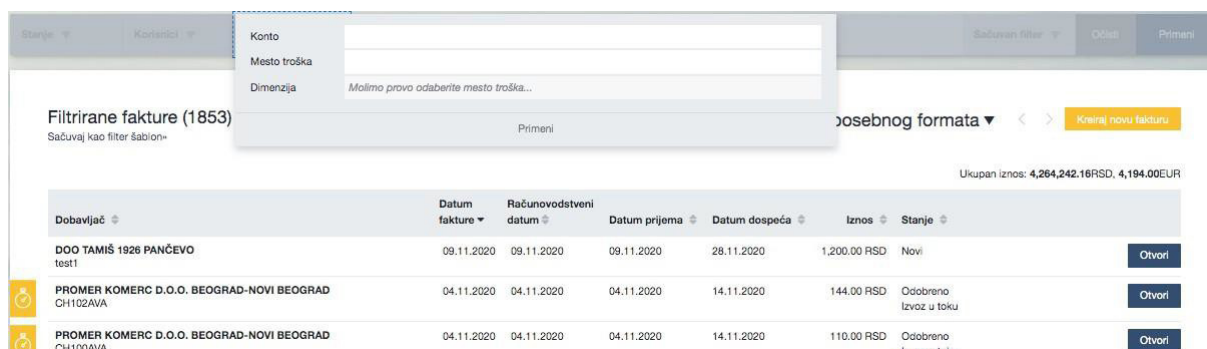 Stanje
Korisnici
Sačuvan filter
Očisti
Primeni
Konto
Mesto troška
Dimenzija
Molimo provo odaberite mesto troška...
Primeni
Filtrirane fakture (1853)
Sačuvaj kao filter šablon»
posebnog formata
Kreiraj novu fakturu
Ukupan iznos: 4,264,242.16RSD, 4,194.00EUR
Dobavljač Datum fakture Računovodstveni datum Datum prijema Datum dospeća Iznos Stanje
DOO TAMIŠ 1926 PANČEVO 09.11.2020 09.11.2020 09.11.2020 28.11.2020 1,200.00 RSD Novi Otvori
test1
PROMER KOMERC D.O.O. BEOGRAD-NOVI BEOGRAD 04.11.2020 04.11.2020 04.11.2020 14.11.2020 144.00 RSD Odobreno Otvori
CH102AVA Izvoz u toku
PROMER KOMERC D.O.O. BEOGRAD-NOVI BEOGRAD 04.11.2020 04.11.2020 04.11.2020 14.11.2020 110.00 RSD Odobreno Otvori
CH100AVA